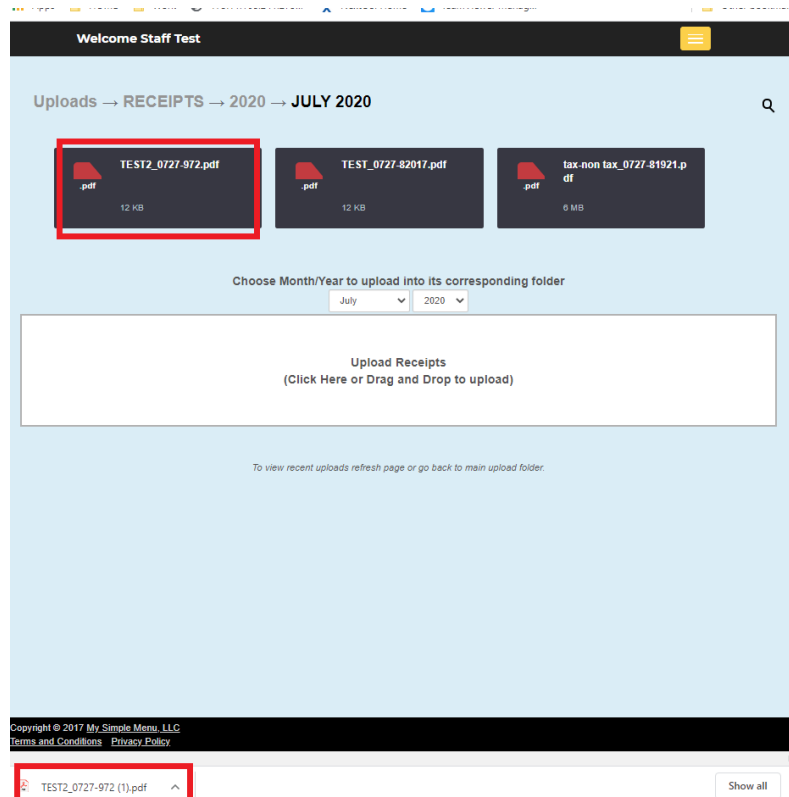 Welcome Staff Test
Uploads → RECEIPTS → 2020 → JULY 2020
TEST2_0727-972.pdf
.pdf
12 KB
TEST_0727-82017.pdf
.pdf
12 KB
tax-non tax_0727-81921.p
df
.pdf
6 MB
Choose Month/Year to upload into its corresponding folder
July 2020
Upload Receipts
(Click Here or Drag and Drop to upload)
To view recent uploads refresh page or go back to main upload folder.
Copyright © 2017 My Simple Menu, LLC
Terms and Conditions Privacy Policy
TEST2_0727-972 (1).pdf
Show all